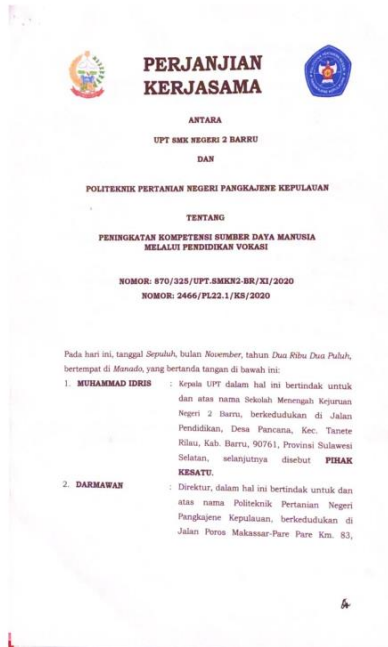 PERJANJIAN
KERJASAMA
ANTARA
UPT SMK NEGERI 2 BARRU
DAN
POLITEKNIK PERTANIAN NEGERI PANGKAJENE KEPULAUAN
TENTANG
PENINGKATAN KOMPETENSI SUMBER DAYA MANUSIA
MELALUI PENDIDIKAN VOKASI
NOMOR: 870/325/UPT.SMKN2-BR/XI/2020
NOMOR: 2466/PL22.1/KS/2020
Pada hari ini, tanggal Sepuluh, bulan November, tahun Dua Ribu Dua Puluh,
bertempat di Manado, yang bertanda tangan di bawah ini:
1. MUHAMMAD IDRIS : Kepala UPT dalam hal ini bertindak untuk
dan atas nama Sekolah Menengah Kejuruan
Negeri 2 Barru, berkedudukan di Jalan
Pendidikan, Desa Pancana, Kec. Tanete
Rilau, Kab. Barru, 90761, Provinsi Sulawesi
Selatan, selanjutnya disebut PIHAK
KESATU.
2. DARMAWAN : Direktur, dalam hal ini bertindak untuk dan
atas nama Politeknik Pertanian Negeri
Pangkajene Kepulauan, berkedudukan di
Jalan Poros Makassar-Pare Pare Km. 83,